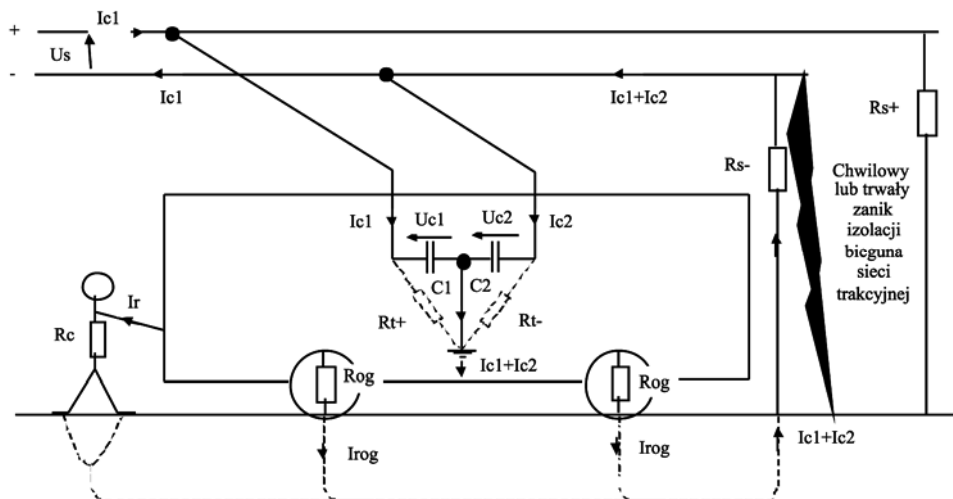 +
Ic1
Us
-
Ic1
Ic1+Ic2
Rs+
Rs-
Chwilowy
lub trwały
zanik
izolacji
bieguna
sieci
trakcyjnej
Ic1
Uc1
Uc2
Ic2
C1
C2
Rt+
Rt-
Ir
Rc
Rog
Ic1+Ic2
Rog
Irog
Irog
Ic1+Ic2